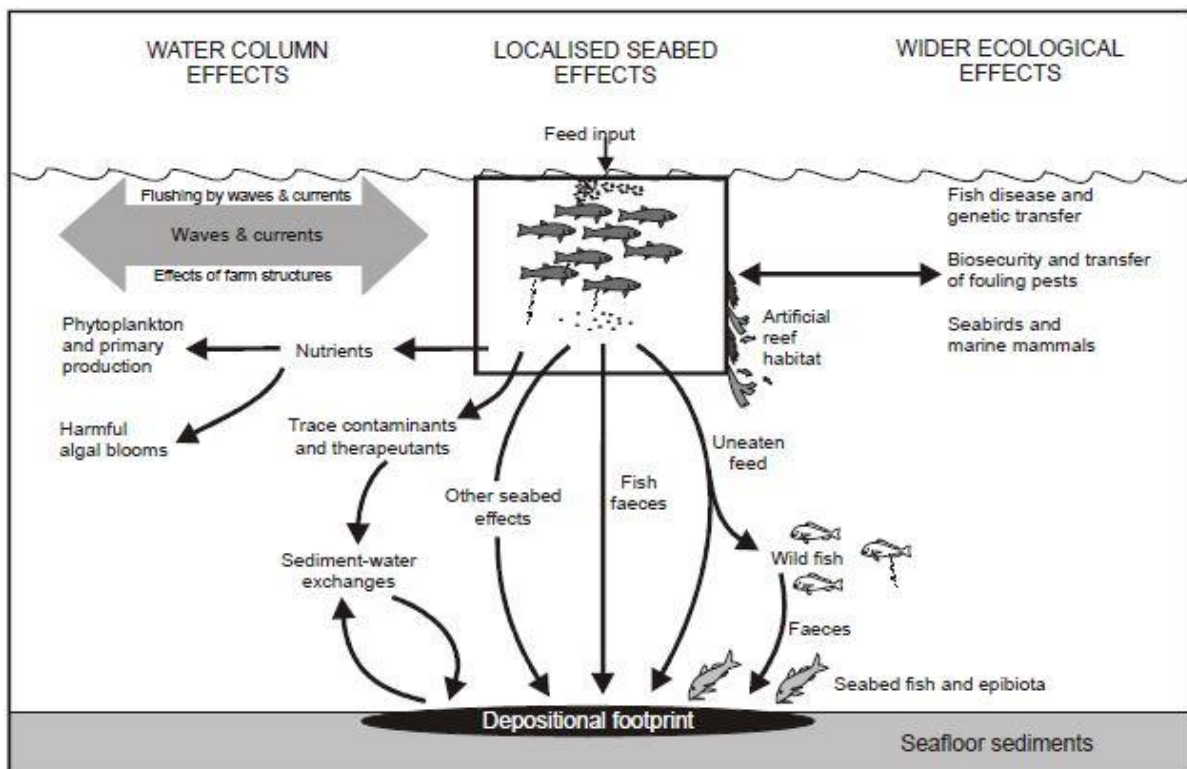 WATER COLUMN
EFFECTS
LOCALISED SEABED
EFFECTS
WIDER ECOLOGICAL
EFFECTS
Feed input
Flushing by waves & currents
Waves & currents
Effects of farm structures
Fish disease and
genetic transfer
Biosecurity and transfer
of fouling pests
Seabirds and
marine mammals
Artificial
reef
habitat
Phytoplankton
and primary
production
Nutrients
Harmful
algal blooms
Trace contaminants
and therapeutants
Other seabed
effects
Fish
faeces
Uneaten
feed
Wild fish
Sediment-water
exchanges
Faeces
Seabed fish and epibiota
Depositional footprint
Seafloor sediments